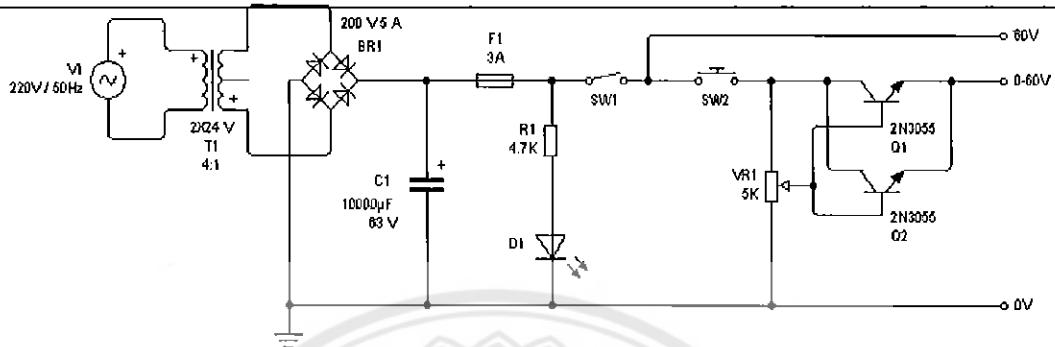 200 V5 A
BR1
F1
3A
60V
V1
220V/ 50Hz
0-60V
SW1
SW2
2X24 V
T1
4:1
R1
4.7K
2N3055
Q1
C1
10000µF
63 V
VR1
5K
2N3055
Q2
D1
0V